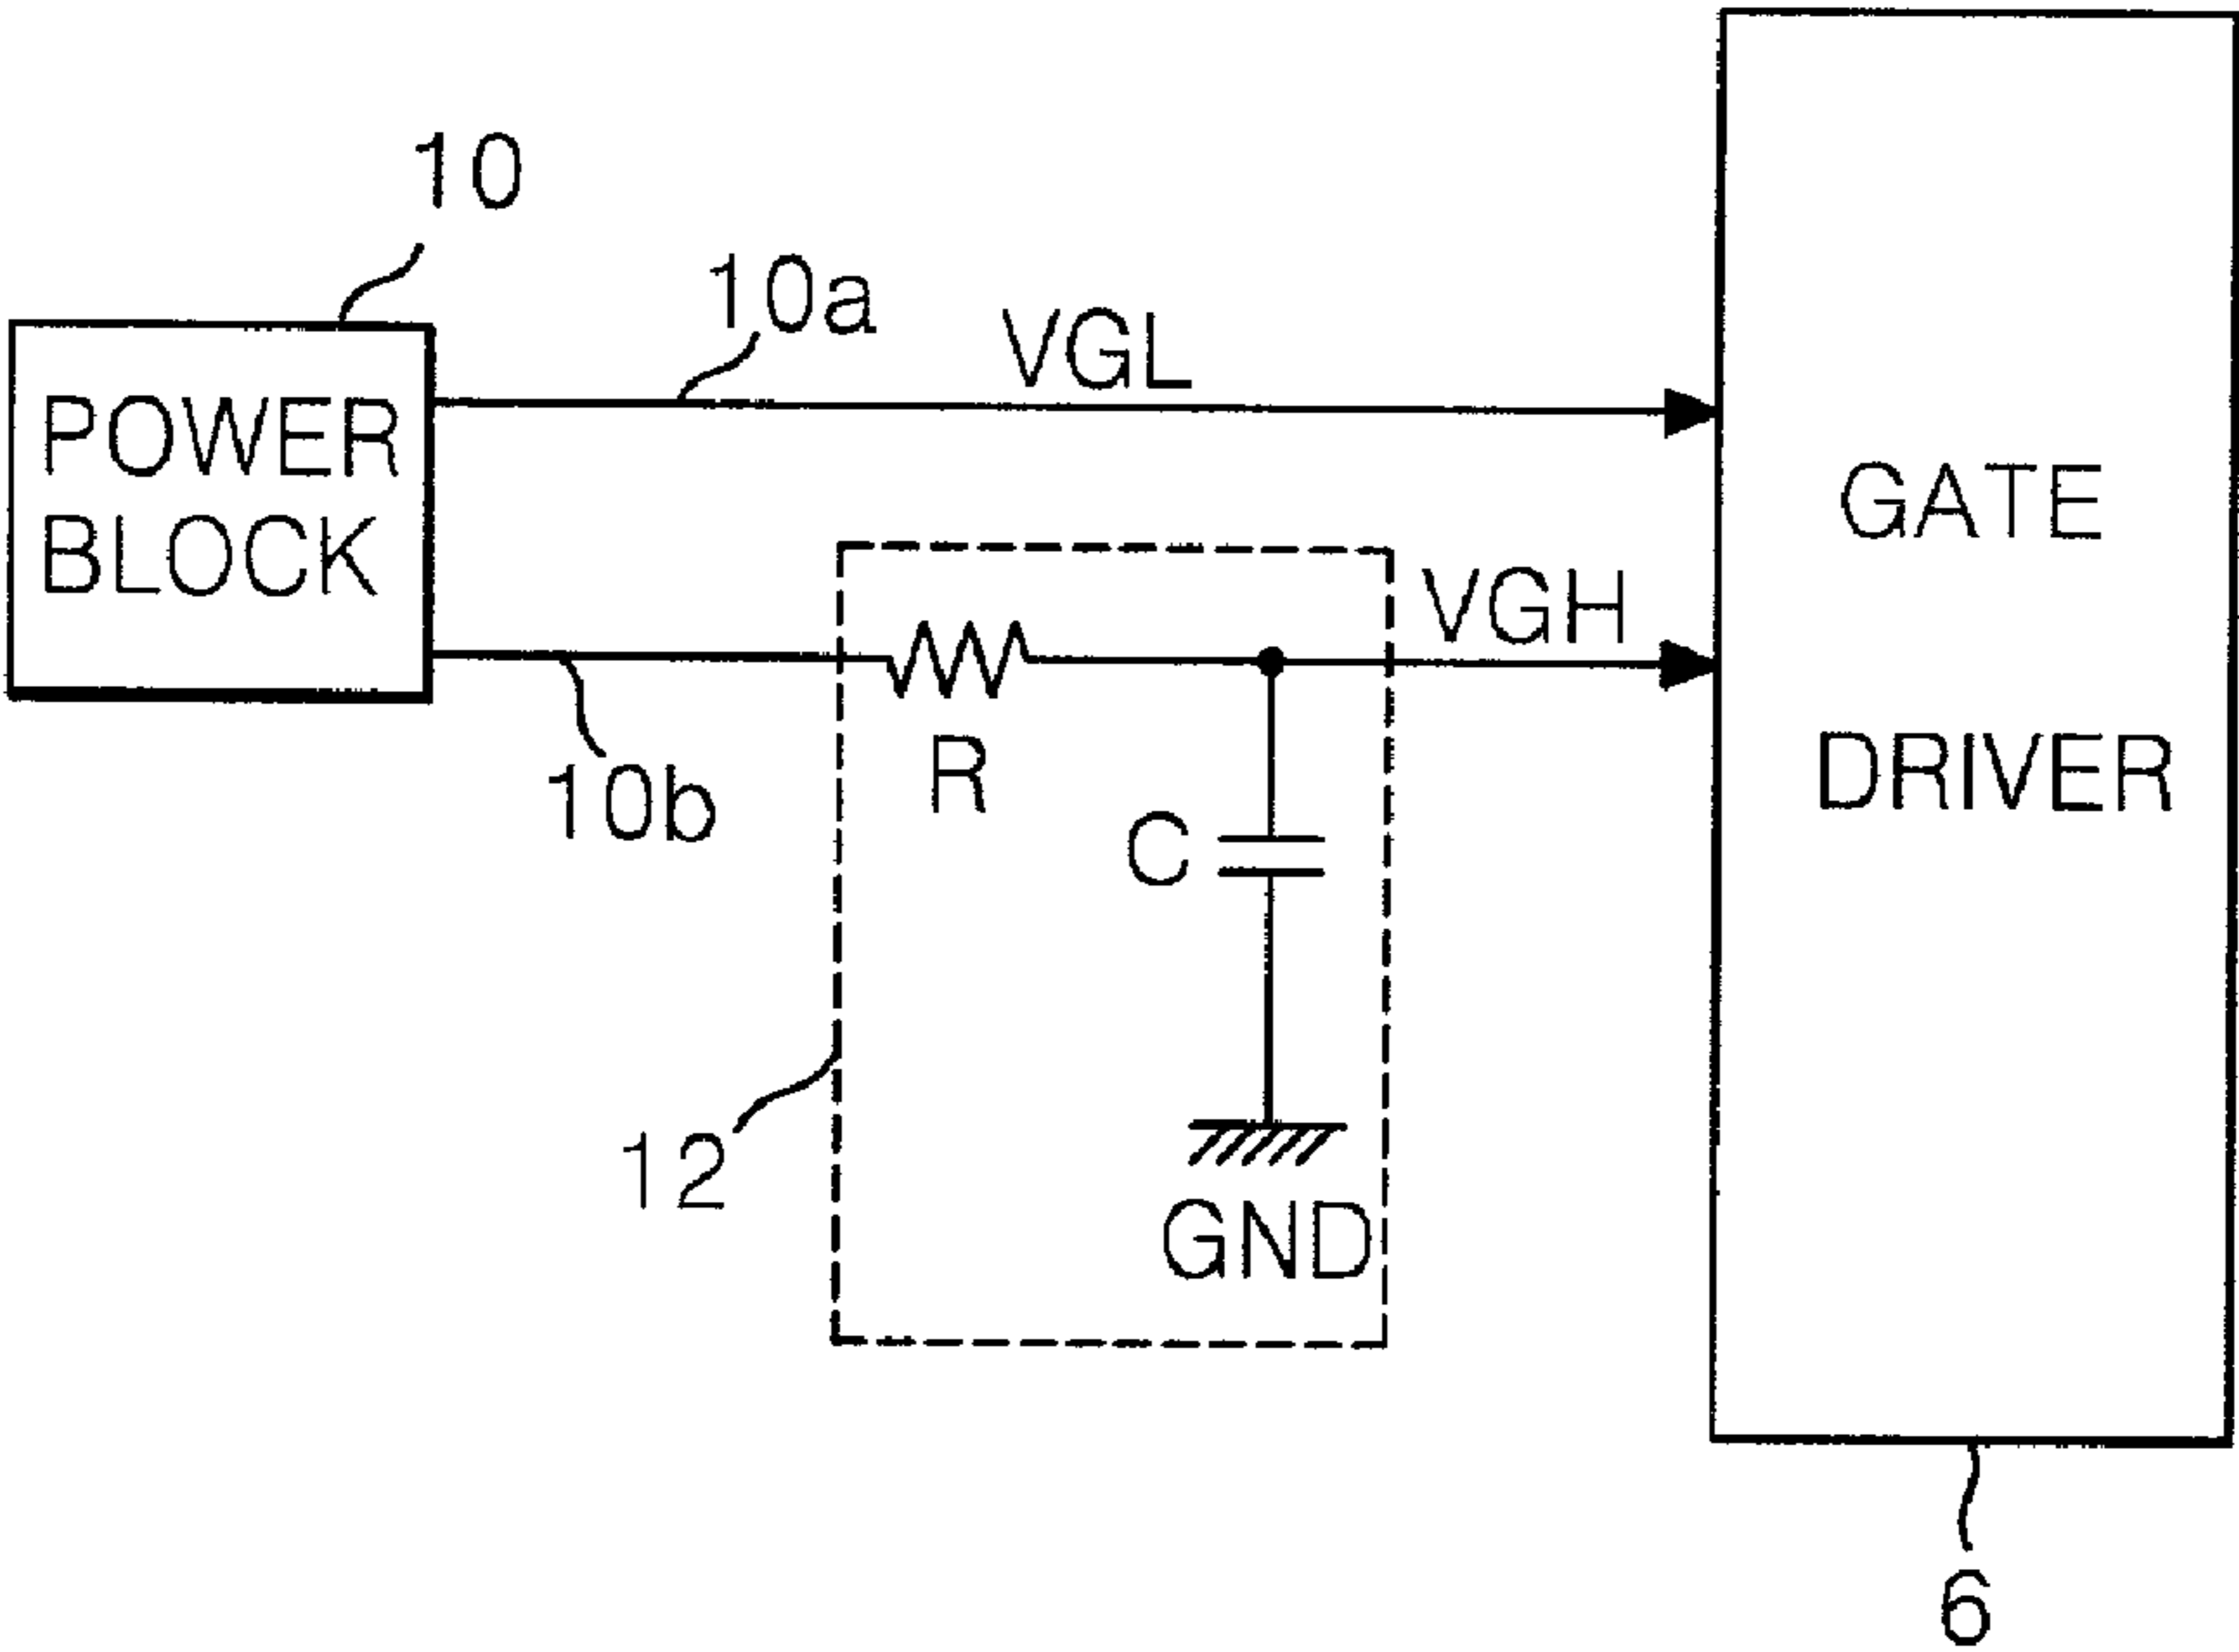 10
10a
VGL
POWER
BLOCK
GATE
DRIVER
VGH
R
10b
C
12
GND
6